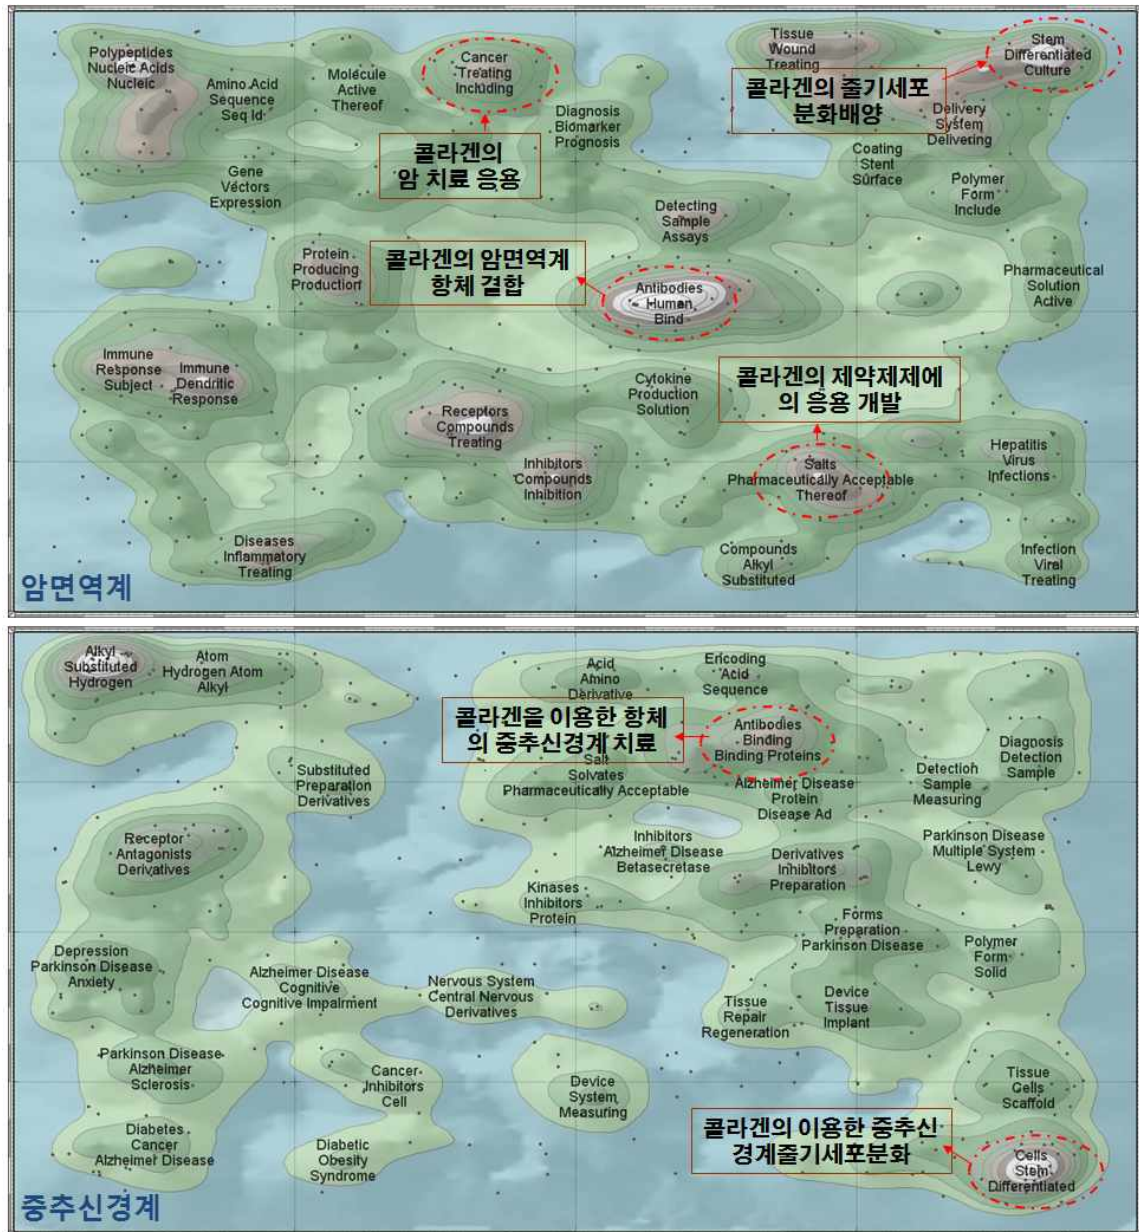 Polypeptides
Nucleic Acids
Nucleic
Amino Acid
Sequence
Seq Id
Molecule
Active
Thereof
Cancer
Treating
Including
Diagnosis
Biomarker
Prognosis
Tissue
Wound
Treating
Stem
Differentiated
Culture
콜라겐의 줄기세포
분화배양
Delivery
System
Delivering
콜라겐의
암 치료 응용
Gene
Vectors
Expression
Coating
Stent
Surface
Polymer
Form
Include
Detecting
Sample
Assays
Protein
Producing
Production
콜라겐의 암면역계
항체 결합
Antibodies
Human
Bind
Pharmaceutical
Solution
Active
Immune
Response
Subject
Immune
Dendritic
Response
Cytokine
Production
Solution
콜라겐의 제약제제에
의 응용 개발
Receptors
Compounds
Treating
Inhibitors
Compounds
Inhibition
Salts
Pharmaceutically Acceptable
Thereof
Hepatitis
Virus
Infections
Diseases
Inflammatory
Treating
Compounds
Alkyl
Substituted
Infection
Viral
Treating
암면역계
Alkyl
Substituted
Hydrogen
Atom
Hydrogen Atom
Alkyl
Acid
Amino
Derivative
Encoding
Acid
Sequence
콜라겐을 이용한 항체
의 중추신경계 치료
Antibodies
Binding
Binding Proteins
Diagnosis
Detection
Sample
Substituted
Preparation
Derivatives
Salt
Solvates
Pharmaceutically Acceptable
Alzheimer Disease
Protein
Disease Ad
Detection
Sample
Measuring
Receptor
Antagonists
Derivatives
Inhibitors
Alzheimer Disease
Betasecretase
Derivatives
Inhibitors
Preparation
Parkinson Disease
Multiple System
Lewy
Kinases
Inhibitors
Protein
Forms
Preparation
Parkinson Disease
Polymer
Form
Solid
Depression
Parkinson Disease
Anxiety
Alzheimer Disease
Cognitive
Cognitive Impairment
Nervous System
Central Nervous
Derivatives
Tissue
Repair
Regeneration
Device
Tissue
Implant
Parkinson Disease
Alzheimer
Sclerosis
Cancer
Inhibitors
Cell
Device
System
Measuring
Tissue
Cells
Scaffold
Diabetes
Cancer
Alzheimer Disease
Diabetic
Obesity
Syndrome
콜라겐의 이용한 중추신
경계줄기세포분화
Cells
Stem
Differentiated
중추신경계